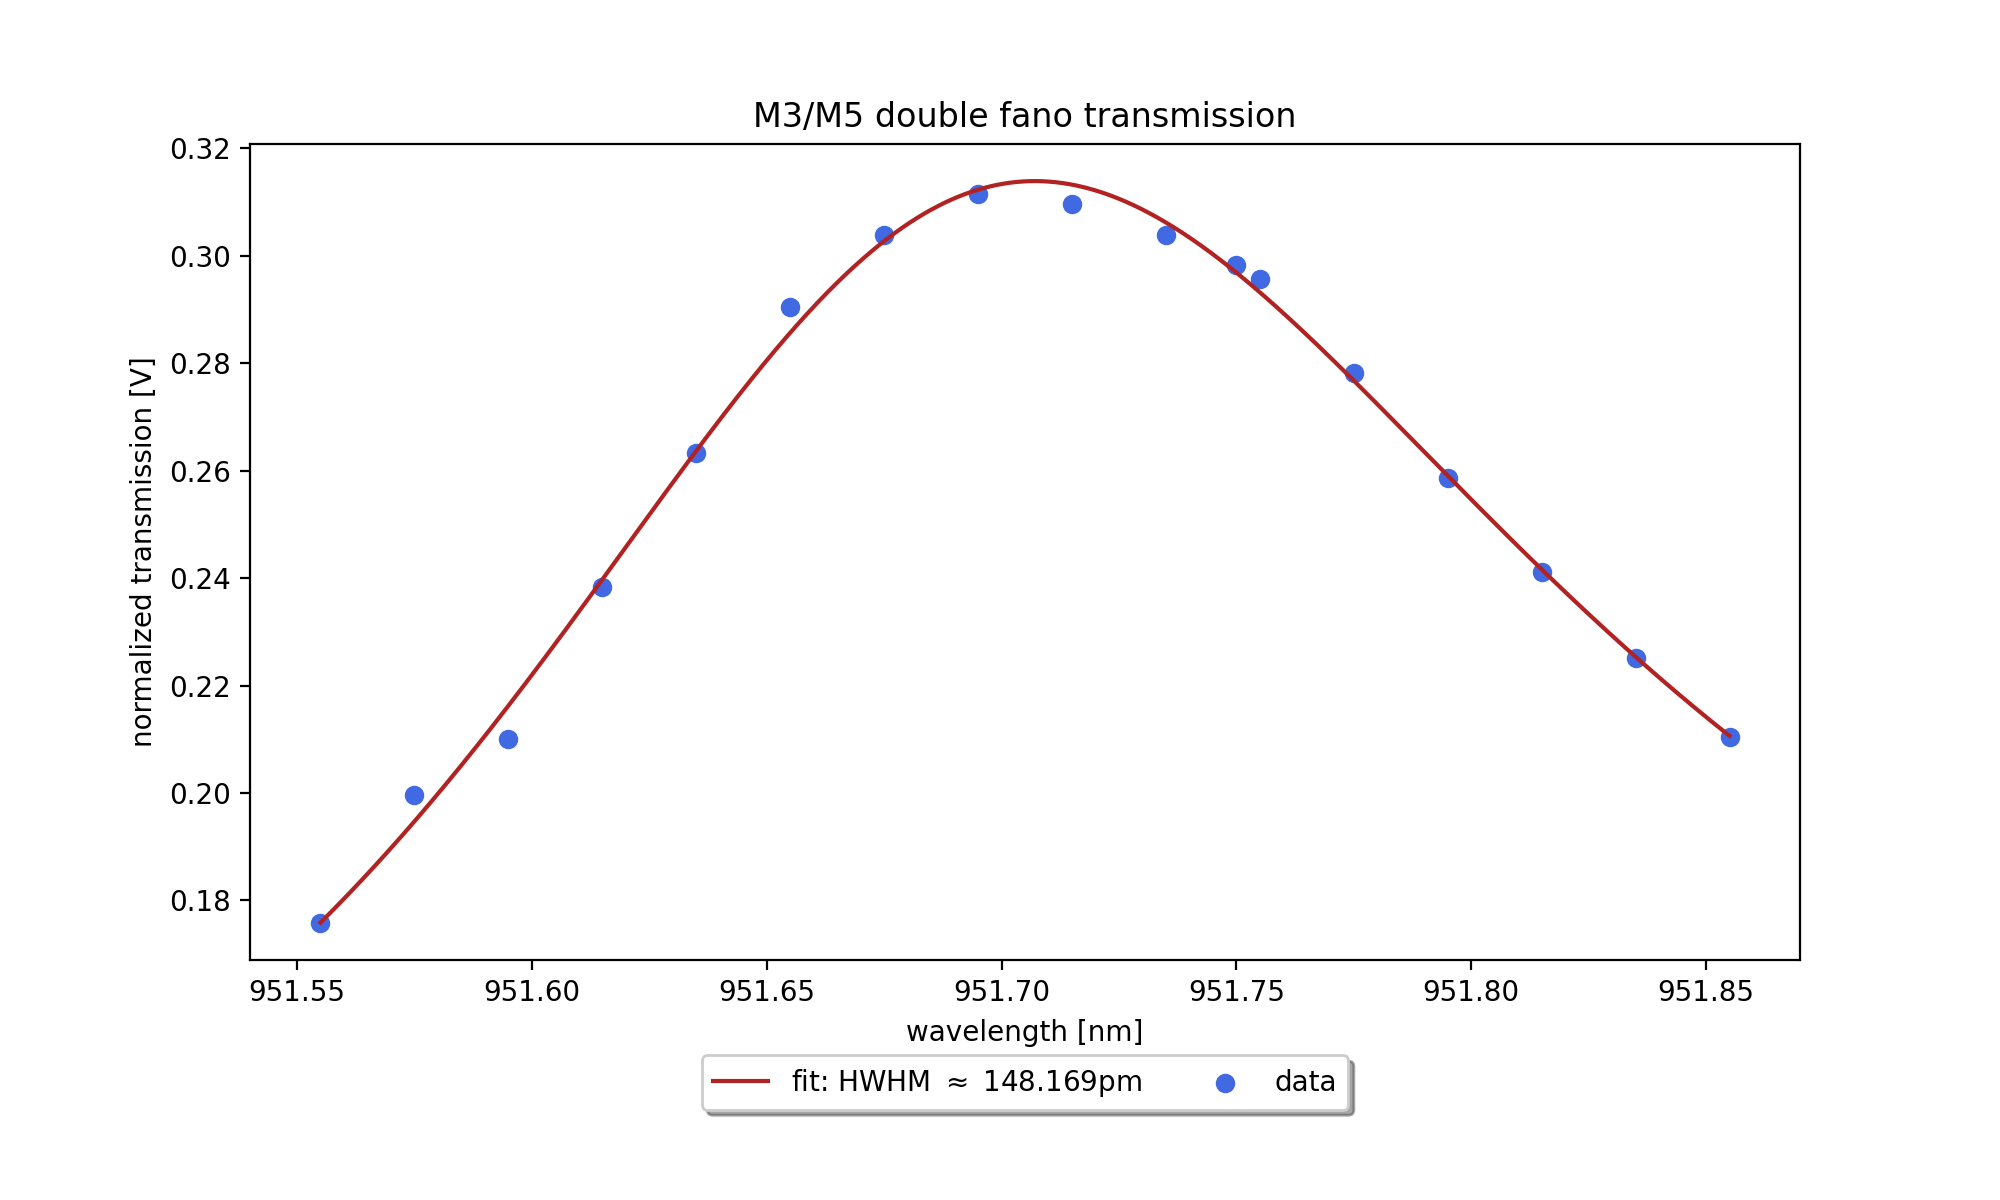 M3/M5 double fano transmission
0.32
0.30
0.28
0.26
0.24
0.22
0.20
0.18
normalized transmission [V]
951.55 951.60 951.65 951.70 951.75 951.80 951.85
wavelength [nm]
fit: HWHM ≈ 148.169pm data